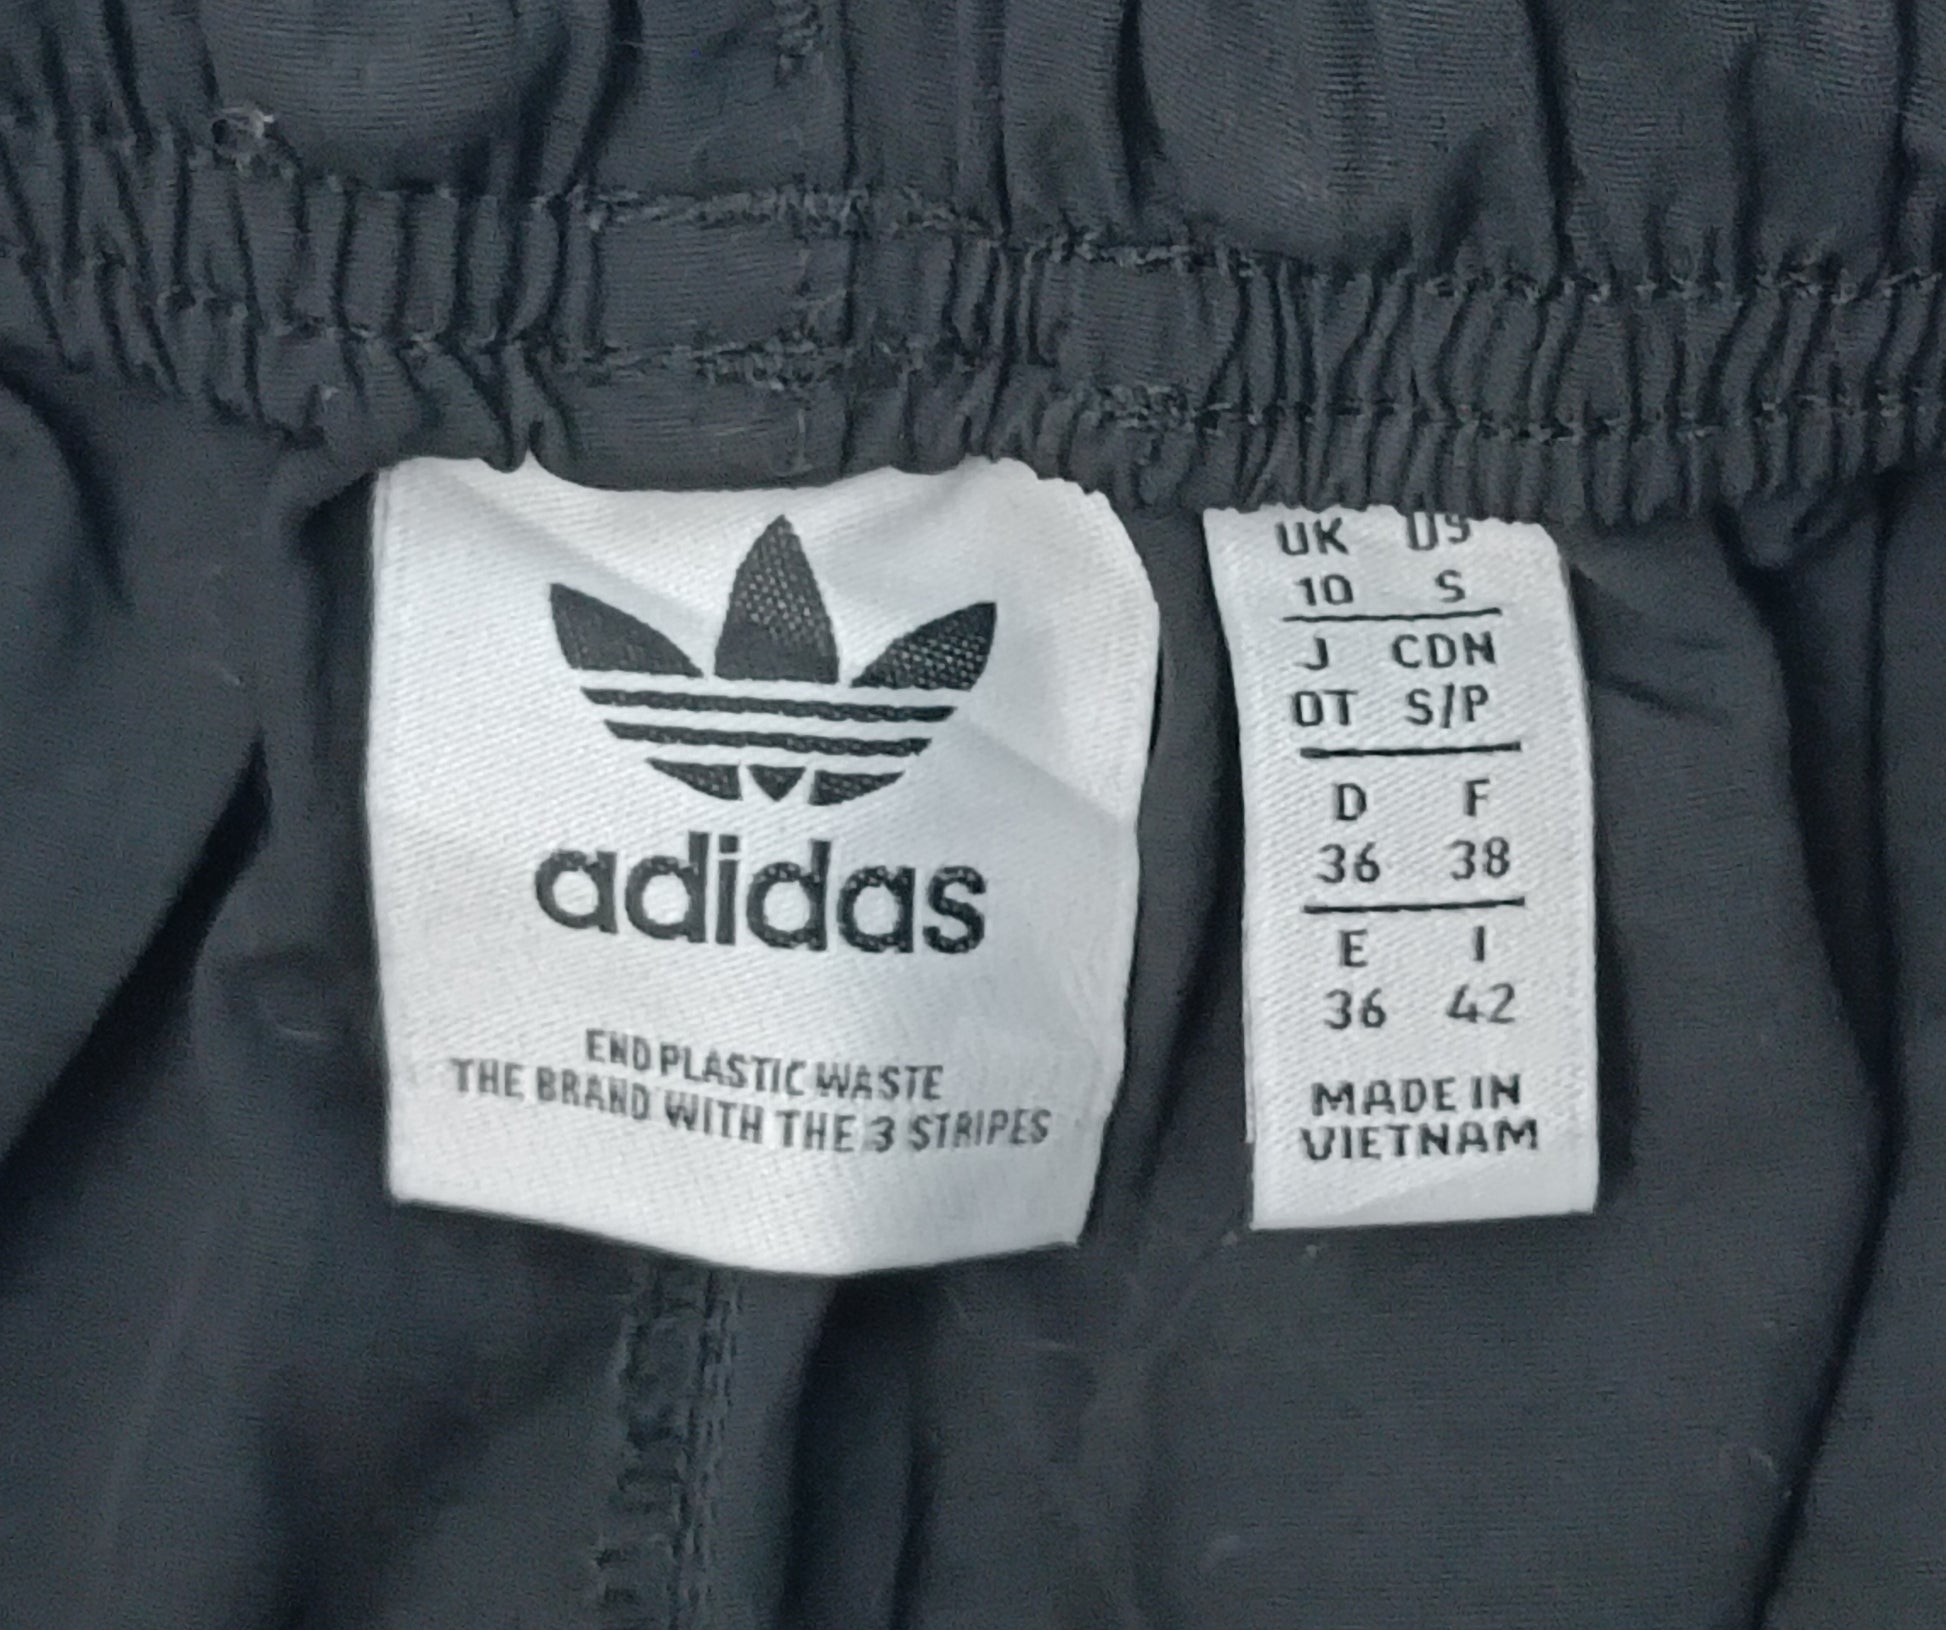 adidas
END PLASTIC WASTE
THE BRAND WITH THE 3 STRIPES
UK US
10 S
J CDN
OT S/P
D F
36 38
E I
36 42
MADE IN
VIETNAM